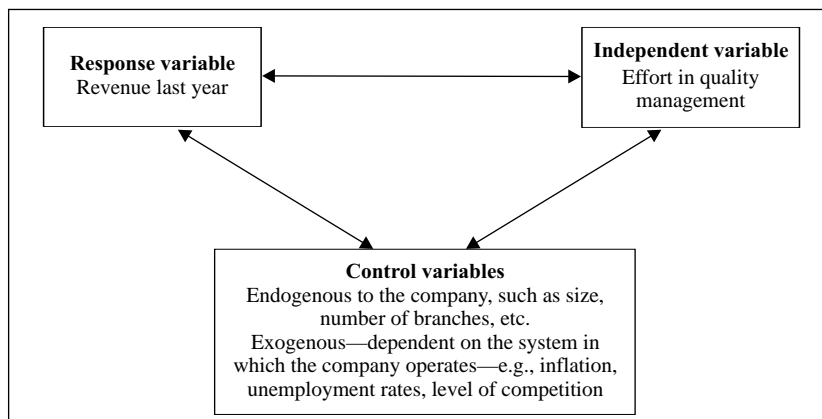 Response variable
Revenue last year
Independent variable
Effort in quality
management
Control variables
Endogenous to the company, such as size,
number of branches, etc.
Exogenous—dependent on the system in
which the company operates—e.g., inflation,
unemployment rates, level of competition